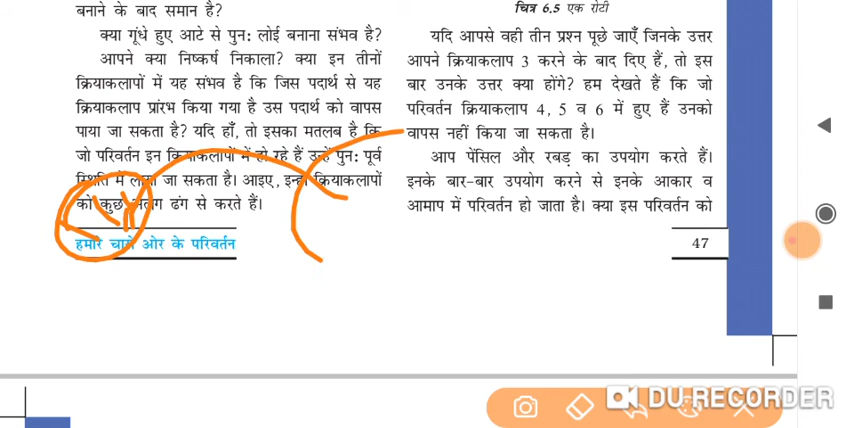 बनाने के बाद समान है?
क्या गूंधे हुए आटे से पुन: लोई बनाना संभव है?
आपने क्या निष्कर्ष निकाला? क्या इन तीनों
क्रियाकलापों में यह संभव है कि जिस पदार्थ से यह
क्रियाकलाप प्रारंभ किया गया है उस पदार्थ को वापस
पाया जा सकता है? यदि हाँ, तो इसका मतलब है कि
जो परिवर्तन इन क्रियाकलापों में हो रहे हैं उन्हें पुन: पूर्व
स्थिति में लाया जा सकता है। आइए, इन्हीं क्रियाकलापों
को कुछ अलग ढंग से करते हैं।
हमारे चारों ओर के परिवर्तन
चित्र 6.5 एक रोटी
यदि आपसे वही तीन प्रश्न पूछे जाएँ जिनके उत्तर
आपने क्रियाकलाप 3 करने के बाद दिए हैं, तो इस
बार उनके उत्तर क्या होंगे? हम देखते हैं कि जो
परिवर्तन क्रियाकलाप 4, 5 व 6 में हुए हैं उनको
वापस नहीं किया जा सकता है।
आप पेंसिल और रबड़ का उपयोग करते हैं।
इनके बार-बार उपयोग करने से इनके आकार व
आमाप में परिवर्तन हो जाता है। क्या इस परिवर्तन को
47
DU RECORDER